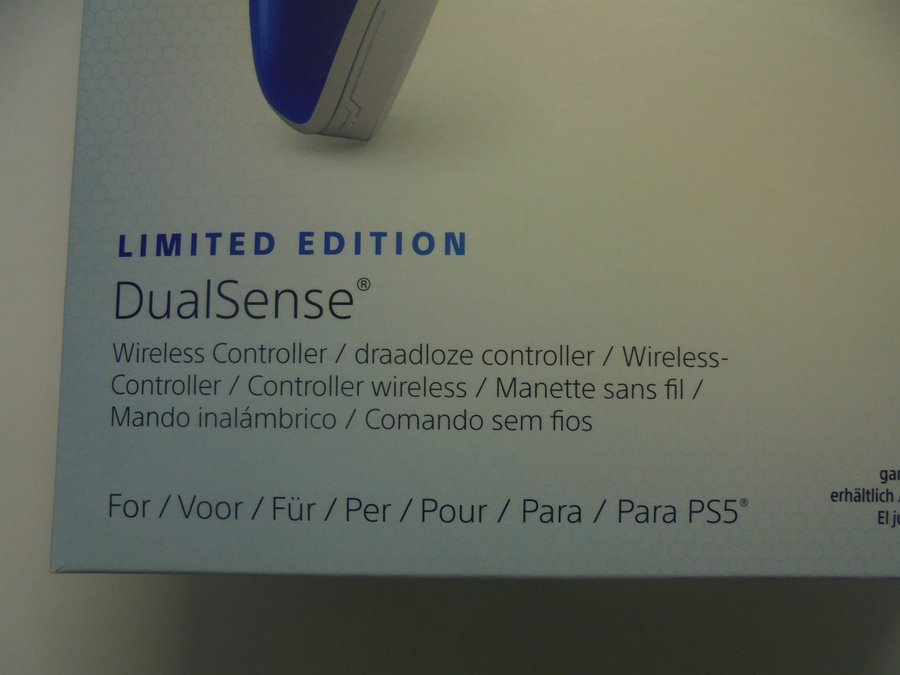 LIMITED EDITION
DualSense®
Wireless Controller / draadloze controller / Wireless-
Controller / Controller wireless / Manette sans fil /
Mando inalámbrico / Comando sem fios
For / Voor / Für / Per / Pour / Para / Para PS5®
erhältlich /
El